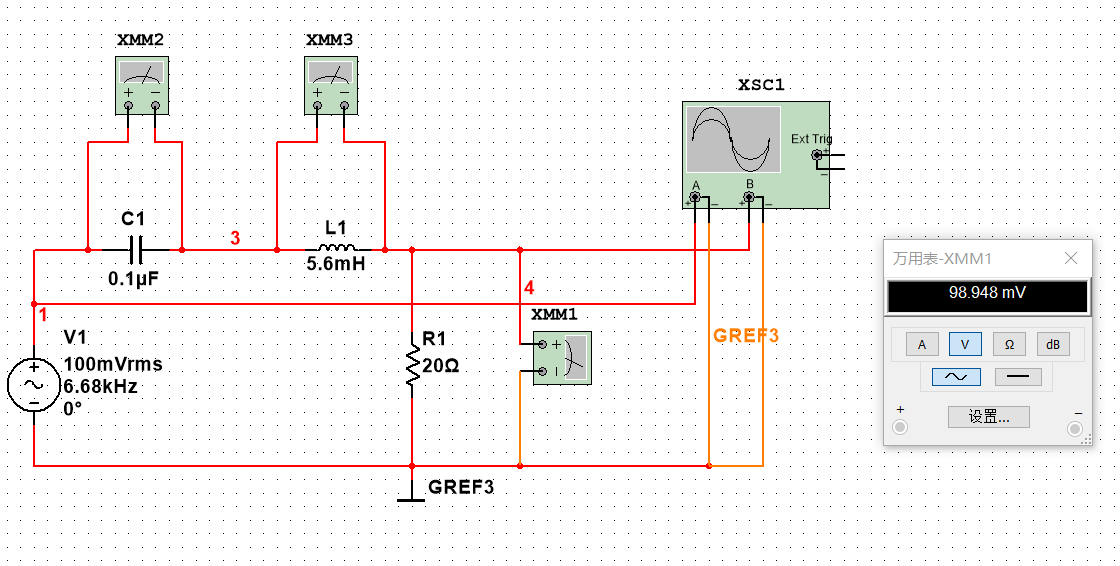 XMM2
XMM3
XSC1
Ext Trig
+
−
A
B
+ − + −
+ −
+ −
C1
0.1µF
3
L1
5.6mH
4
1
XMM1
+
−
GREF3
V1
100mVrms
6.68kHz
0°
+
−
R1
20Ω
GREF3
万用表-XMM1
98.948 mV
A V Ω dB
+ −
设置...